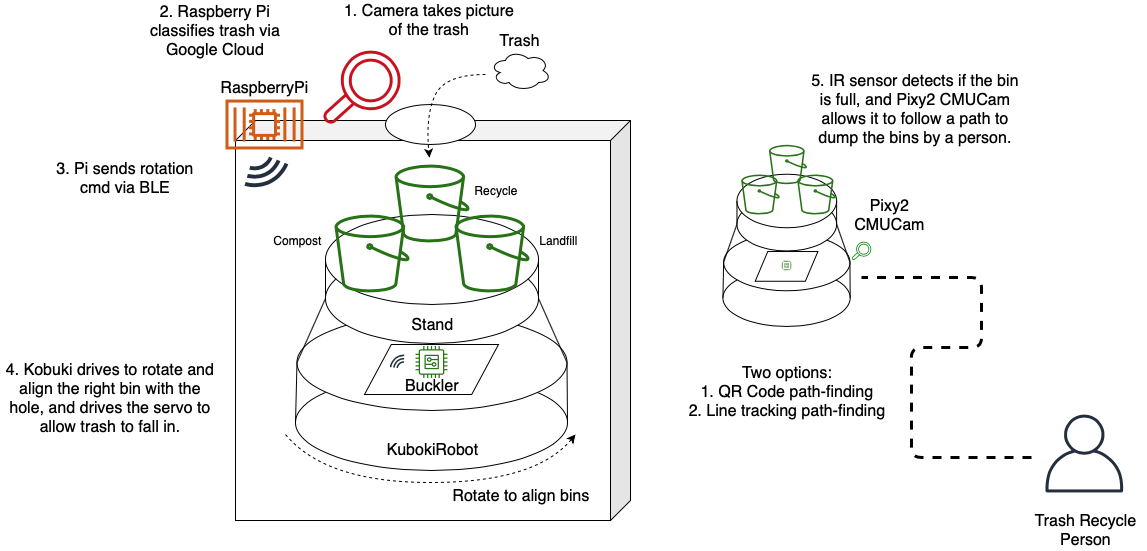 2. Raspberry Pi
classifies trash via
Google Cloud
1. Camera takes picture
of the trash
Trash
RaspberryPi
3. Pi sends rotation
cmd via BLE
Recycle
Compost
Landfill
Stand
Buckler
4. Kobuki drives to rotate and
align the right bin with the
hole, and drives the servo to
allow trash to fall in.
KubokiRobot
Rotate to align bins
5. IR sensor detects if the bin
is full, and Pixy2 CMUCam
allows it to follow a path to
dump the bins by a person.
Pixy2
CMUCam
Two options:
1. QR Code path-finding
2. Line tracking path-finding
Trash Recycle
Person